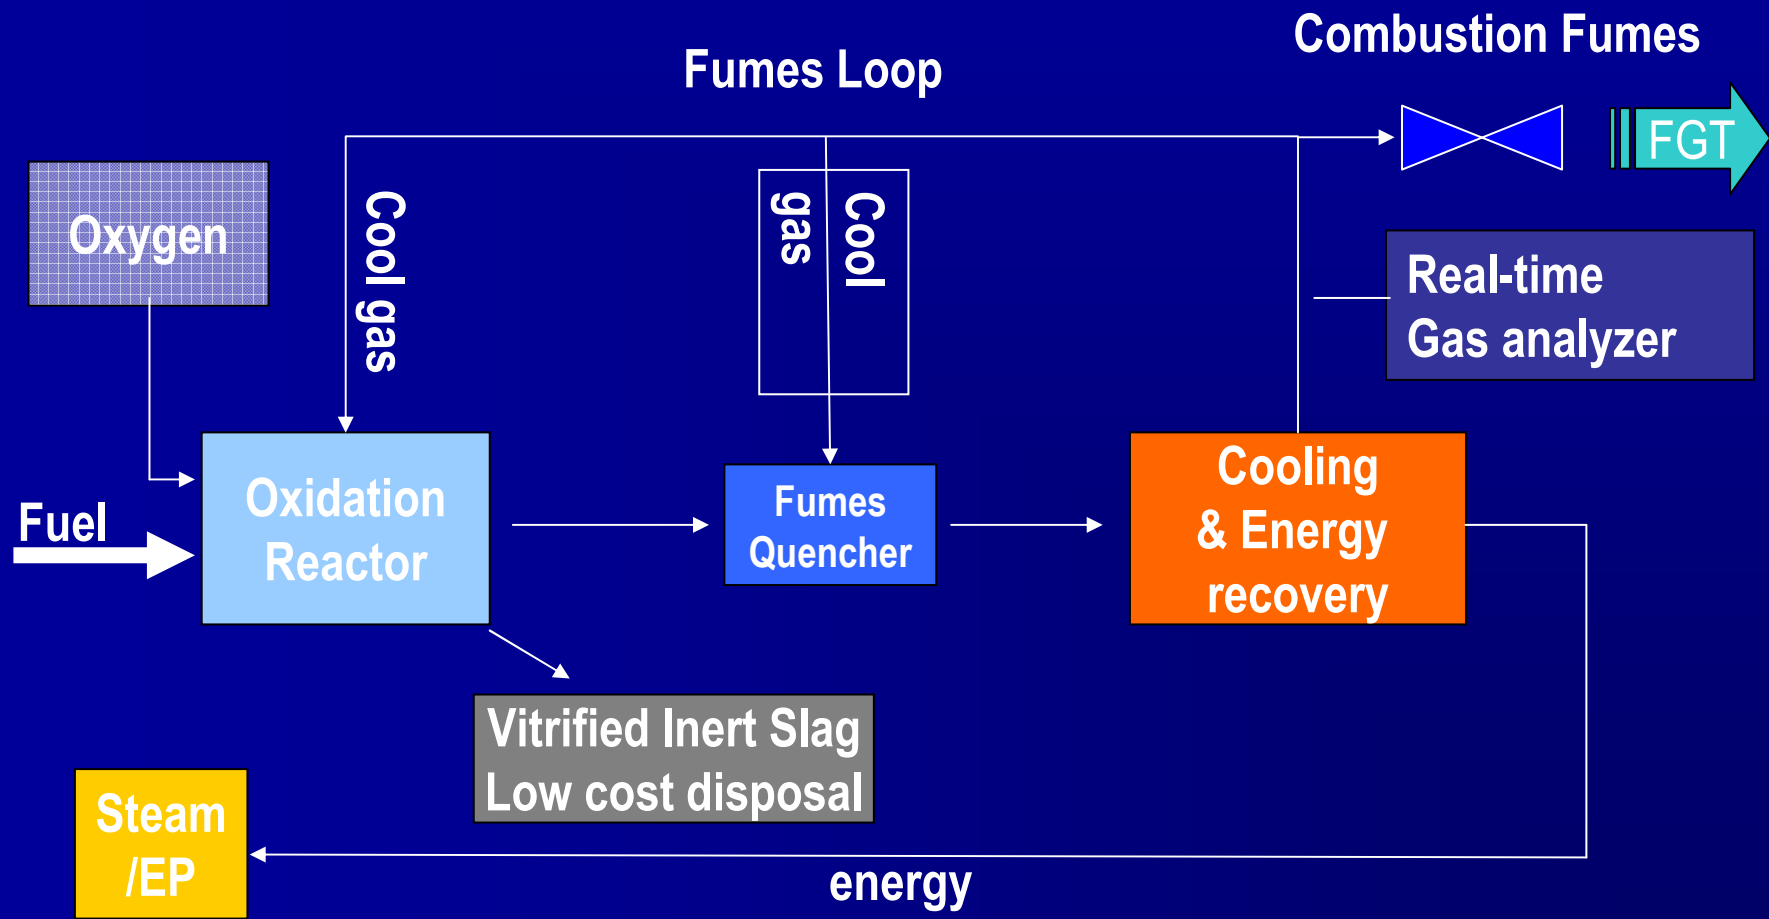 Combustion Fumes
Fumes Loop
FGT
Oxygen
Cool gas
Cool
gas
Real-time
Gas analyzer
Fuel
Oxidation
Reactor
Fumes
Quencher
Cooling
& Energy
recovery
Vitrified Inert Slag
Low cost disposal
Steam
/EP
energy